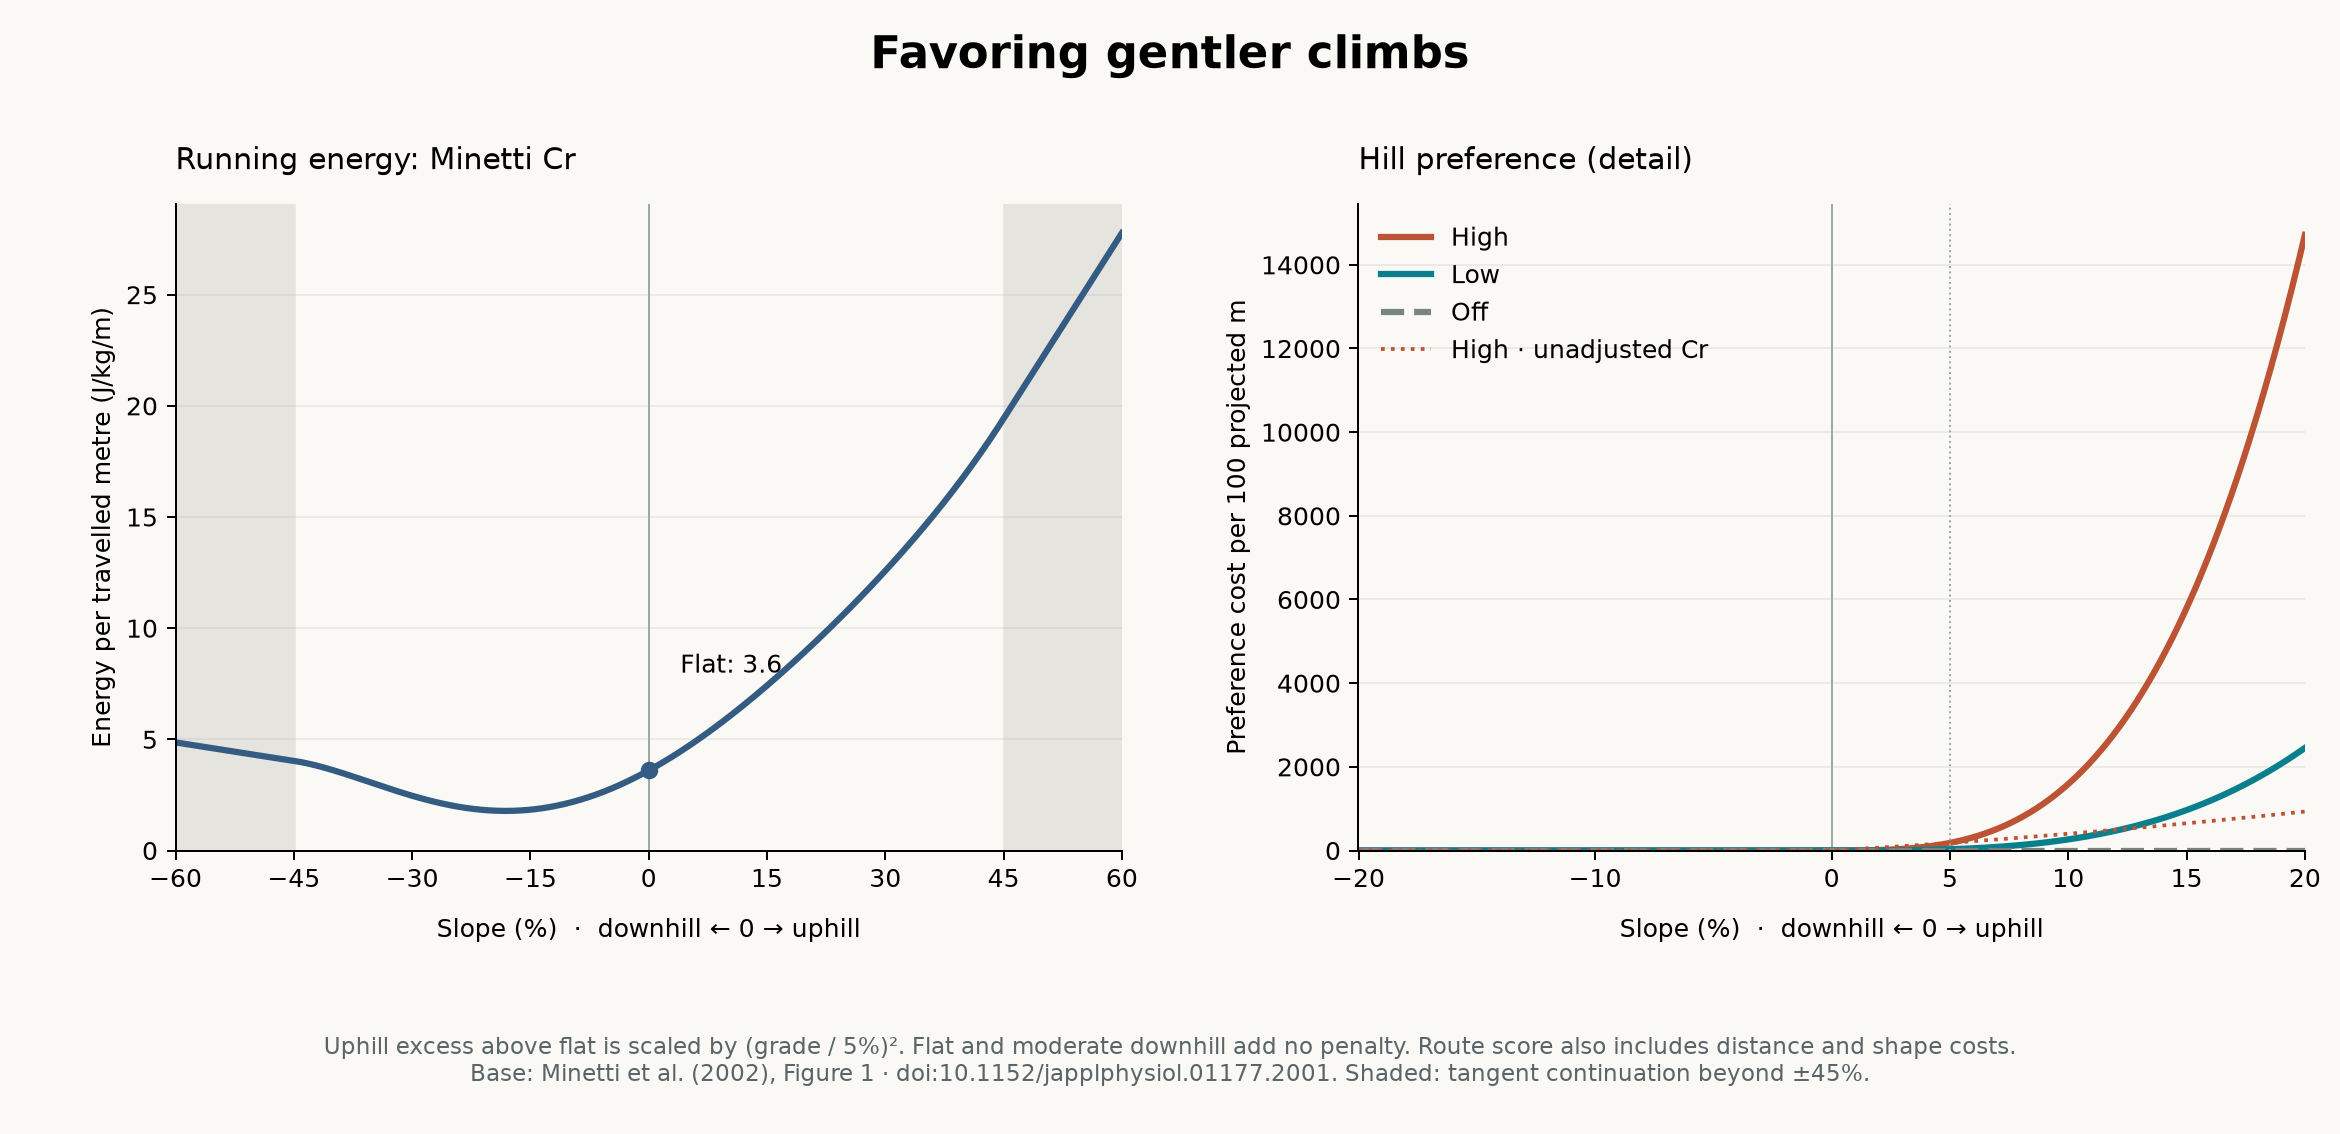 Favoring gentler climbs
Running energy: Minetti Cr
Energy per travelled metre (J/kg/m)
25
20
15
10
5
0
Flat: 3.6
−60
−45
−30
−15
0
15
30
45
60
Slope (%) · downhill ← 0 → uphill
Hill preference (detail)
Preference cost per 100 projected m
14000
12000
10000
8000
6000
4000
2000
0
High
Low
Off
High · unadjusted Cr
−20
−10
0
5
10
15
20
Slope (%) · downhill ← 0 → uphill
Uphill excess above flat is scaled by (grade / 5%)². Flat and moderate downhill add no penalty. Route score also includes distance and shape costs.
Base: Minetti et al. (2002), Figure 1 · doi:10.1152/japplphysiol.01177.2001. Shaded: tangent continuation beyond ±45%.